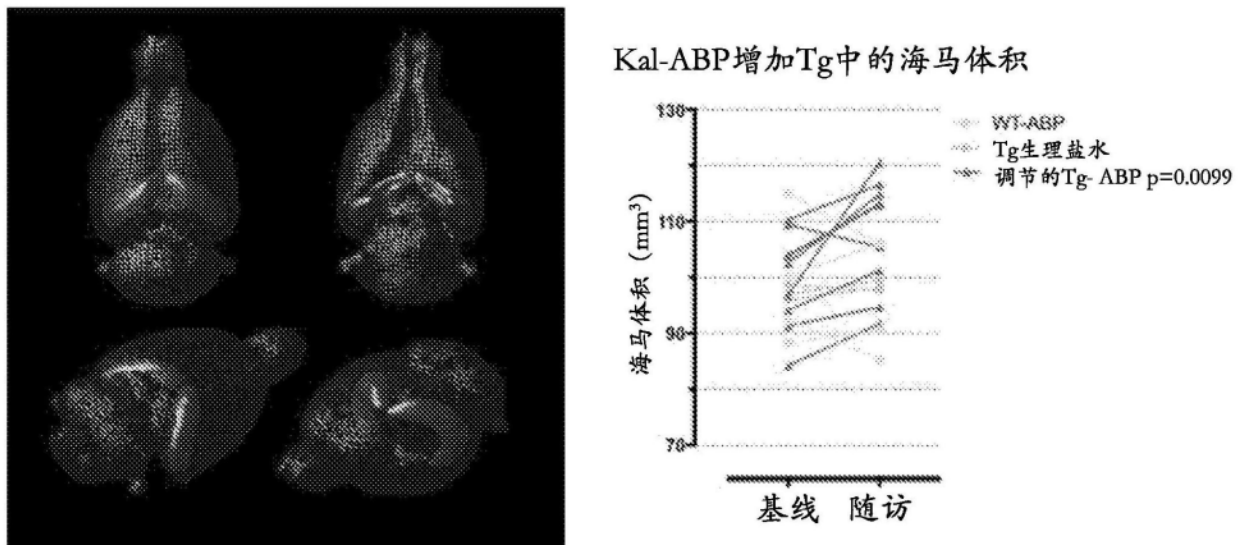 Kal-ABP增加Tg中的海马体积
130
WT-ABP
Tg生理盐水
调节的Tg- ABP p=0.0099
110
海马体积（mm³）
90
70
基线 随访